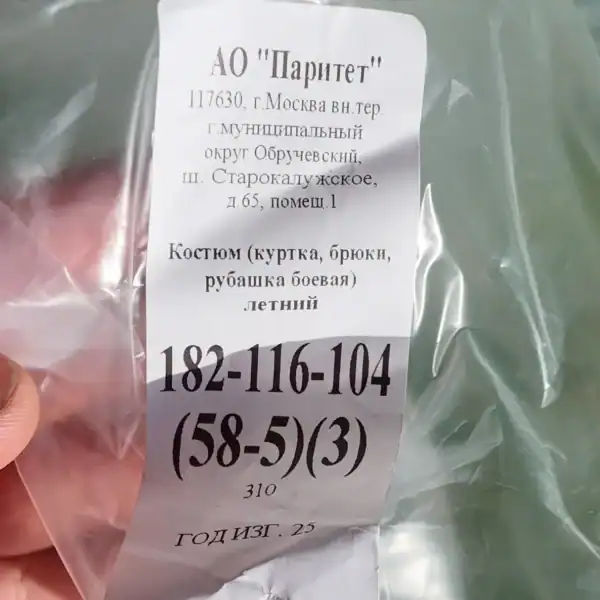 АО "Паритет"
117630, г.Москва вн.тер.
г.муниципальный
округ Обручевский,
ш. Старокалужское,
д 65, помещ.1
Костюм (куртка, брюки,
рубашка боевая)
летний
182-116-104
(58-5)(3)
310
ГОД ИЗГ. 25